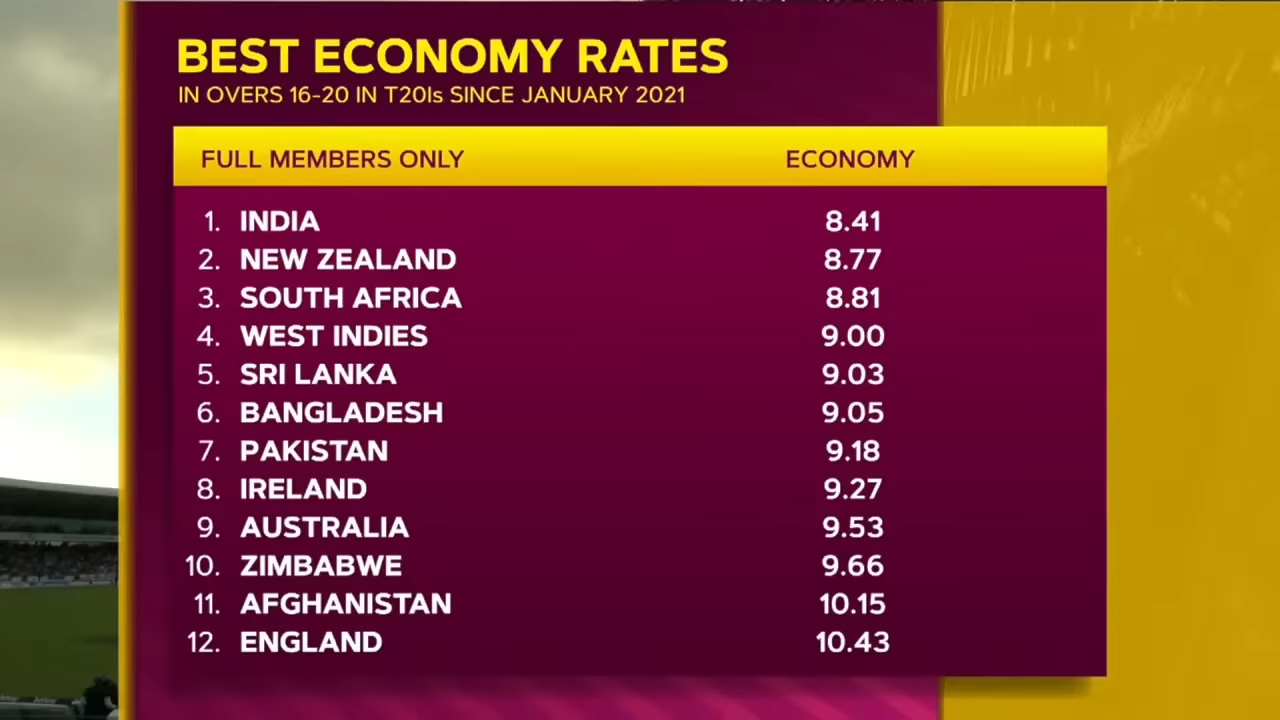 BEST ECONOMY RATES
IN OVERS 16-20 IN T20Is SINCE JANUARY 2021
FULL MEMBERS ONLY ECONOMY
1. INDIA 8.41
2. NEW ZEALAND 8.77
3. SOUTH AFRICA 8.81
4. WEST INDIES 9.00
5. SRI LANKA 9.03
6. BANGLADESH 9.05
7. PAKISTAN 9.18
8. IRELAND 9.27
9. AUSTRALIA 9.53
10. ZIMBABWE 9.66
11. AFGHANISTAN 10.15
12. ENGLAND 10.43